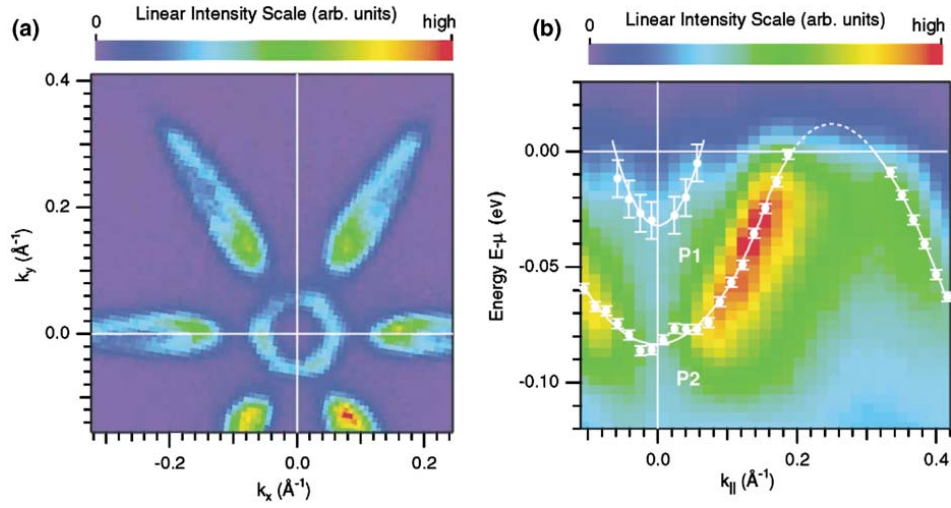 Linear Intensity Scale (arb. units)
(a)
0
high
0.4
0.2
0.0
k_y (Å⁻¹)
-0.2
0.0
0.2
k_x (Å⁻¹)
Linear Intensity Scale (arb. units)
(b)
0
high
0.00
-0.05
-0.10
Energy E-μ (eV)
P1
P2
0.0
0.2
0.4
k_|| (Å⁻¹)